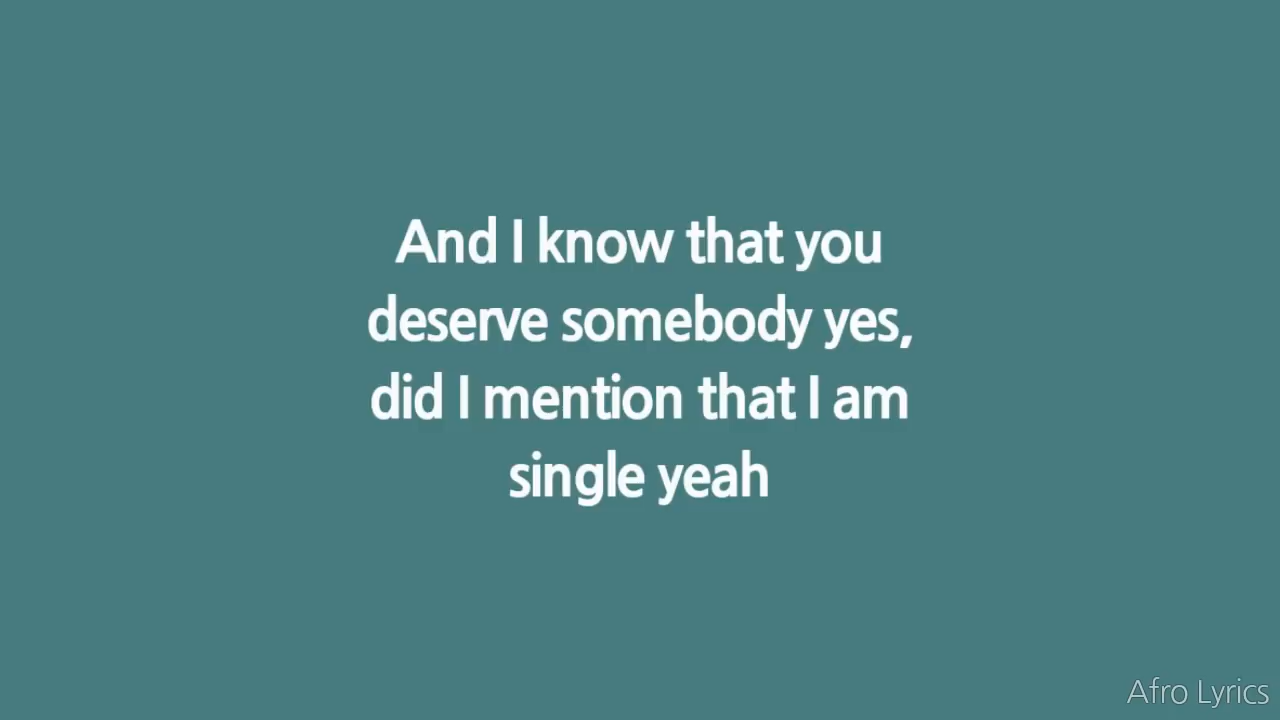 And I know that you
deserve somebody yes,
did I mention that I am
single yeah
Afro Lyrics